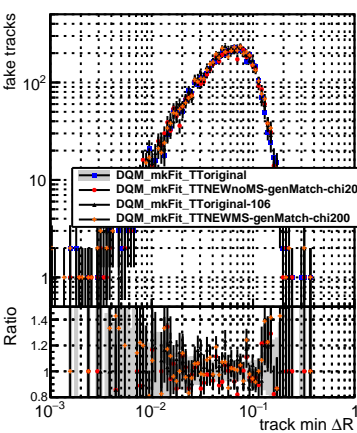 fake tracks
10²
10
1
DQM_mkFit_TToriginal
DQM_mkFit_TTNEWnoMS-genMatch-chi20
DQM_mkFit_TToriginal-106
DQM_mkFit_TTNEWMS-genMatch-chi200
Ratio
1.4
1.2
1
0.8
10⁻³ 10⁻² 10⁻¹ 1
track min ΔR